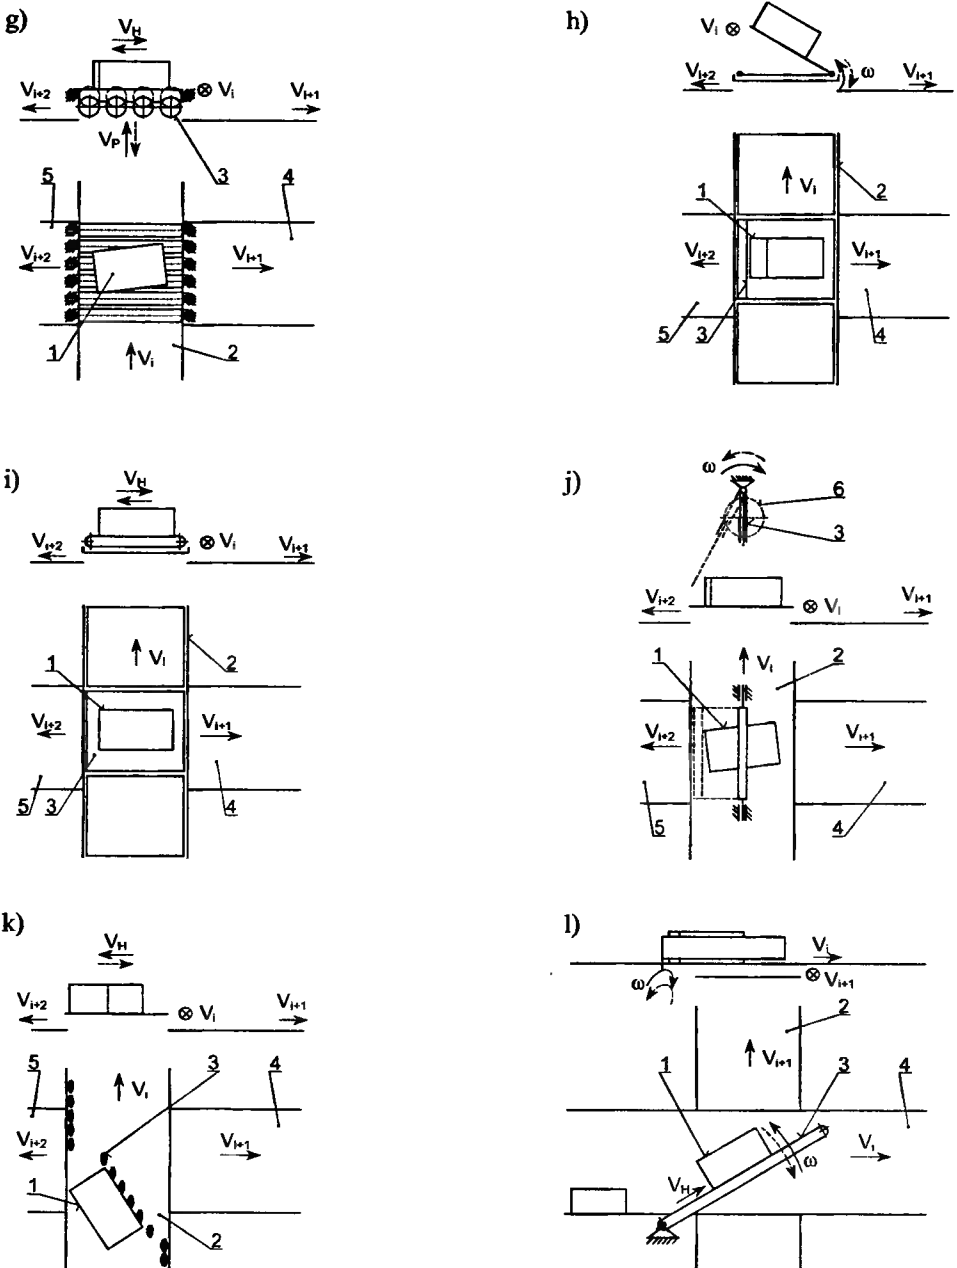 g)
V_H
V_{i+2}
V_i
V_{i+1}
V_P
3
5
4
V_{i+2}
V_{i+1}
1
2
V_i
h)
V_i
V_{i+2}
ω
V_{i+1}
1
V_i
2
V_{i+2}
V_{i+1}
5
3
4
i)
V_H
V_{i+2}
V_i
V_{i+1}
1
V_i
2
V_{i+2}
V_{i+1}
5
3
4
j)
ω
6
3
V_{i+2}
V_i
V_{i+1}
1
V_i
2
V_{i+2}
V_{i+1}
5
4
k)
V_H
V_{i+2}
V_i
V_{i+1}
5
3
4
V_i
V_{i+2}
V_{i+1}
1
2
l)
V_i
ω
V_{i+1}
2
1
V_{i+1}
3
4
V_H
ω
V_i